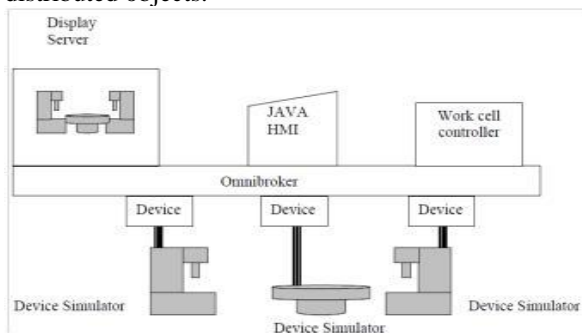 distributed objects.
Display
Server
JAVA
HMI
Work cell
controller
Omnibroker
Device
Device
Device
Device Simulator
Device Simulator
Device Simulator